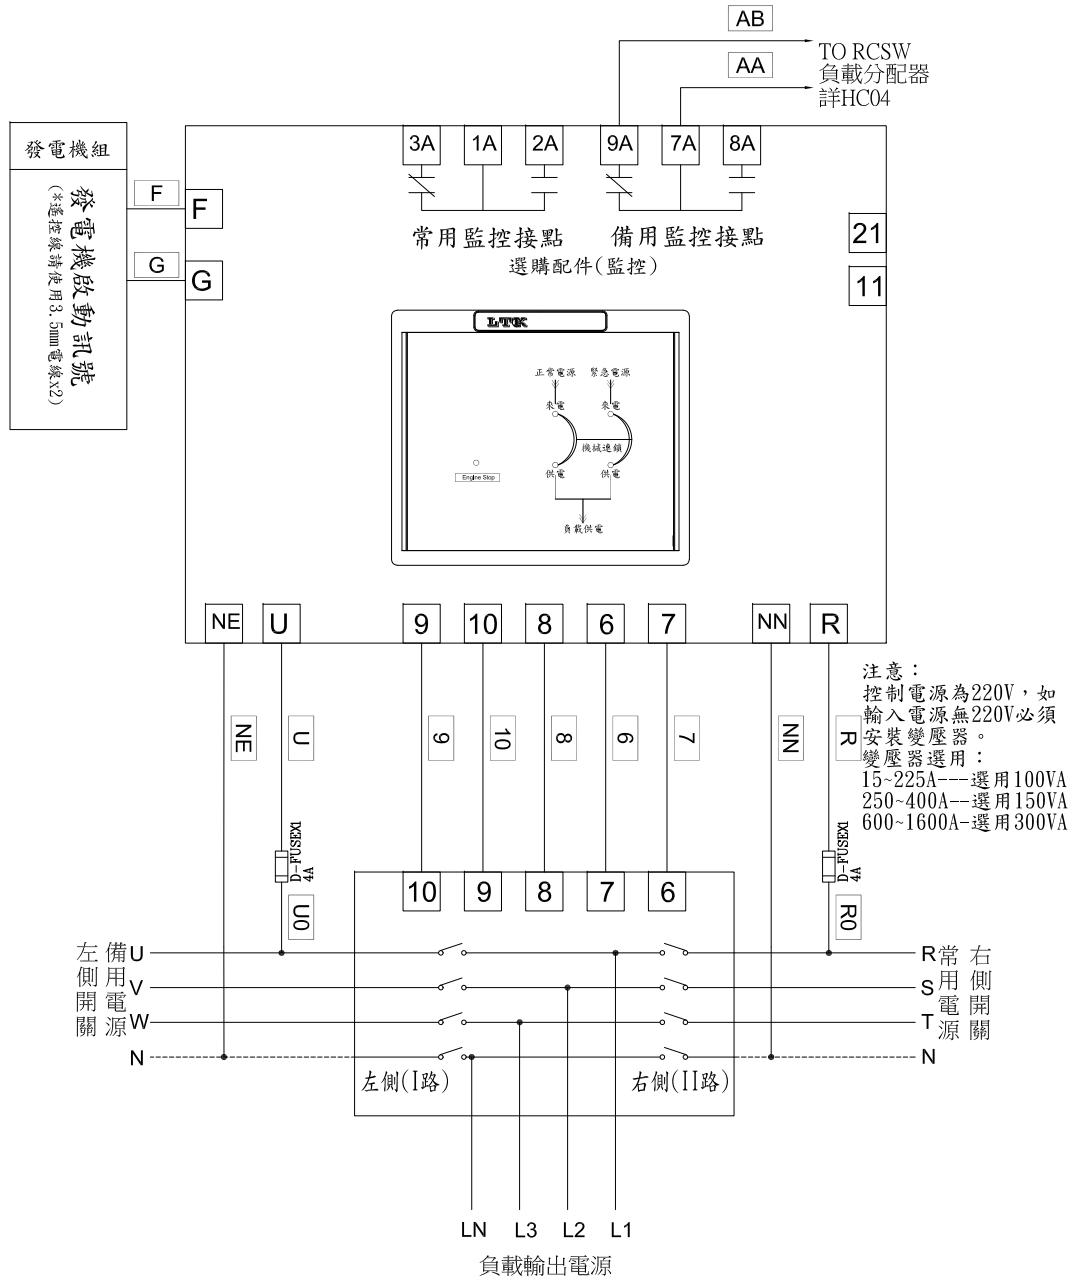 AB
AA
TO RCSW
負載分配器
詳HC04
發電機組
發電機啟動訊號
(*遙控線請使用3.5mm電線x2)
F
F
G
G
3A 1A 2A 9A 7A 8A
常用監控接點 備用監控接點
選購配件(監控)
21
11
LTK
正常電源 緊急電源
來電 來電
機械連鎖
供電 供電
Engine Stop
負載供電
NE U 9 10 8 6 7 NN R
NE U 9 10 8 6 7 NN R
注意：
控制電源為220V，如
輸入電源無220V必須
安裝變壓器。
變壓器選用：
15~225A---選用100VA
250~400A--選用150VA
600~1600A-選用300VA
D-FUSEX1
4A
D-FUSEX1
4A
U0
R0
10 9 8 7 6
左側開關
備用電源
U
V
W
N
R
S
T
N
常用電源
右側開關
左側(I路) 右側(II路)
LN L3 L2 L1
負載輸出電源